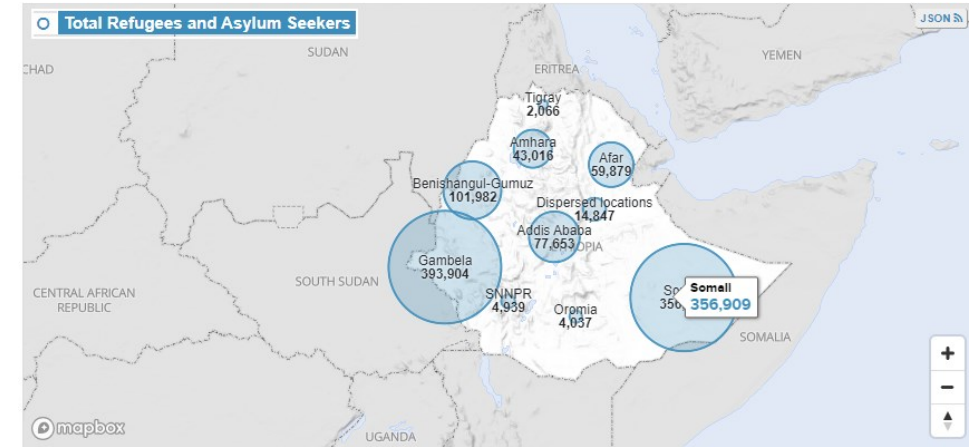 Total Refugees and Asylum Seekers
JSON
CHAD
SUDAN
YEMEN
ERITREA
Tigray
2,066
Amhara
43,016
Afar
59,879
Benishangul-Gumuz
101,982
Dispersed locations
14,847
Addis Ababa
77,653
ETHIOPIA
Gambela
393,904
SOUTH SUDAN
CENTRAL AFRICAN
REPUBLIC
SNNPR
4,939
Oromia
4,037
Somali
356,909
SOMALIA
UGANDA
mapbox
+
−